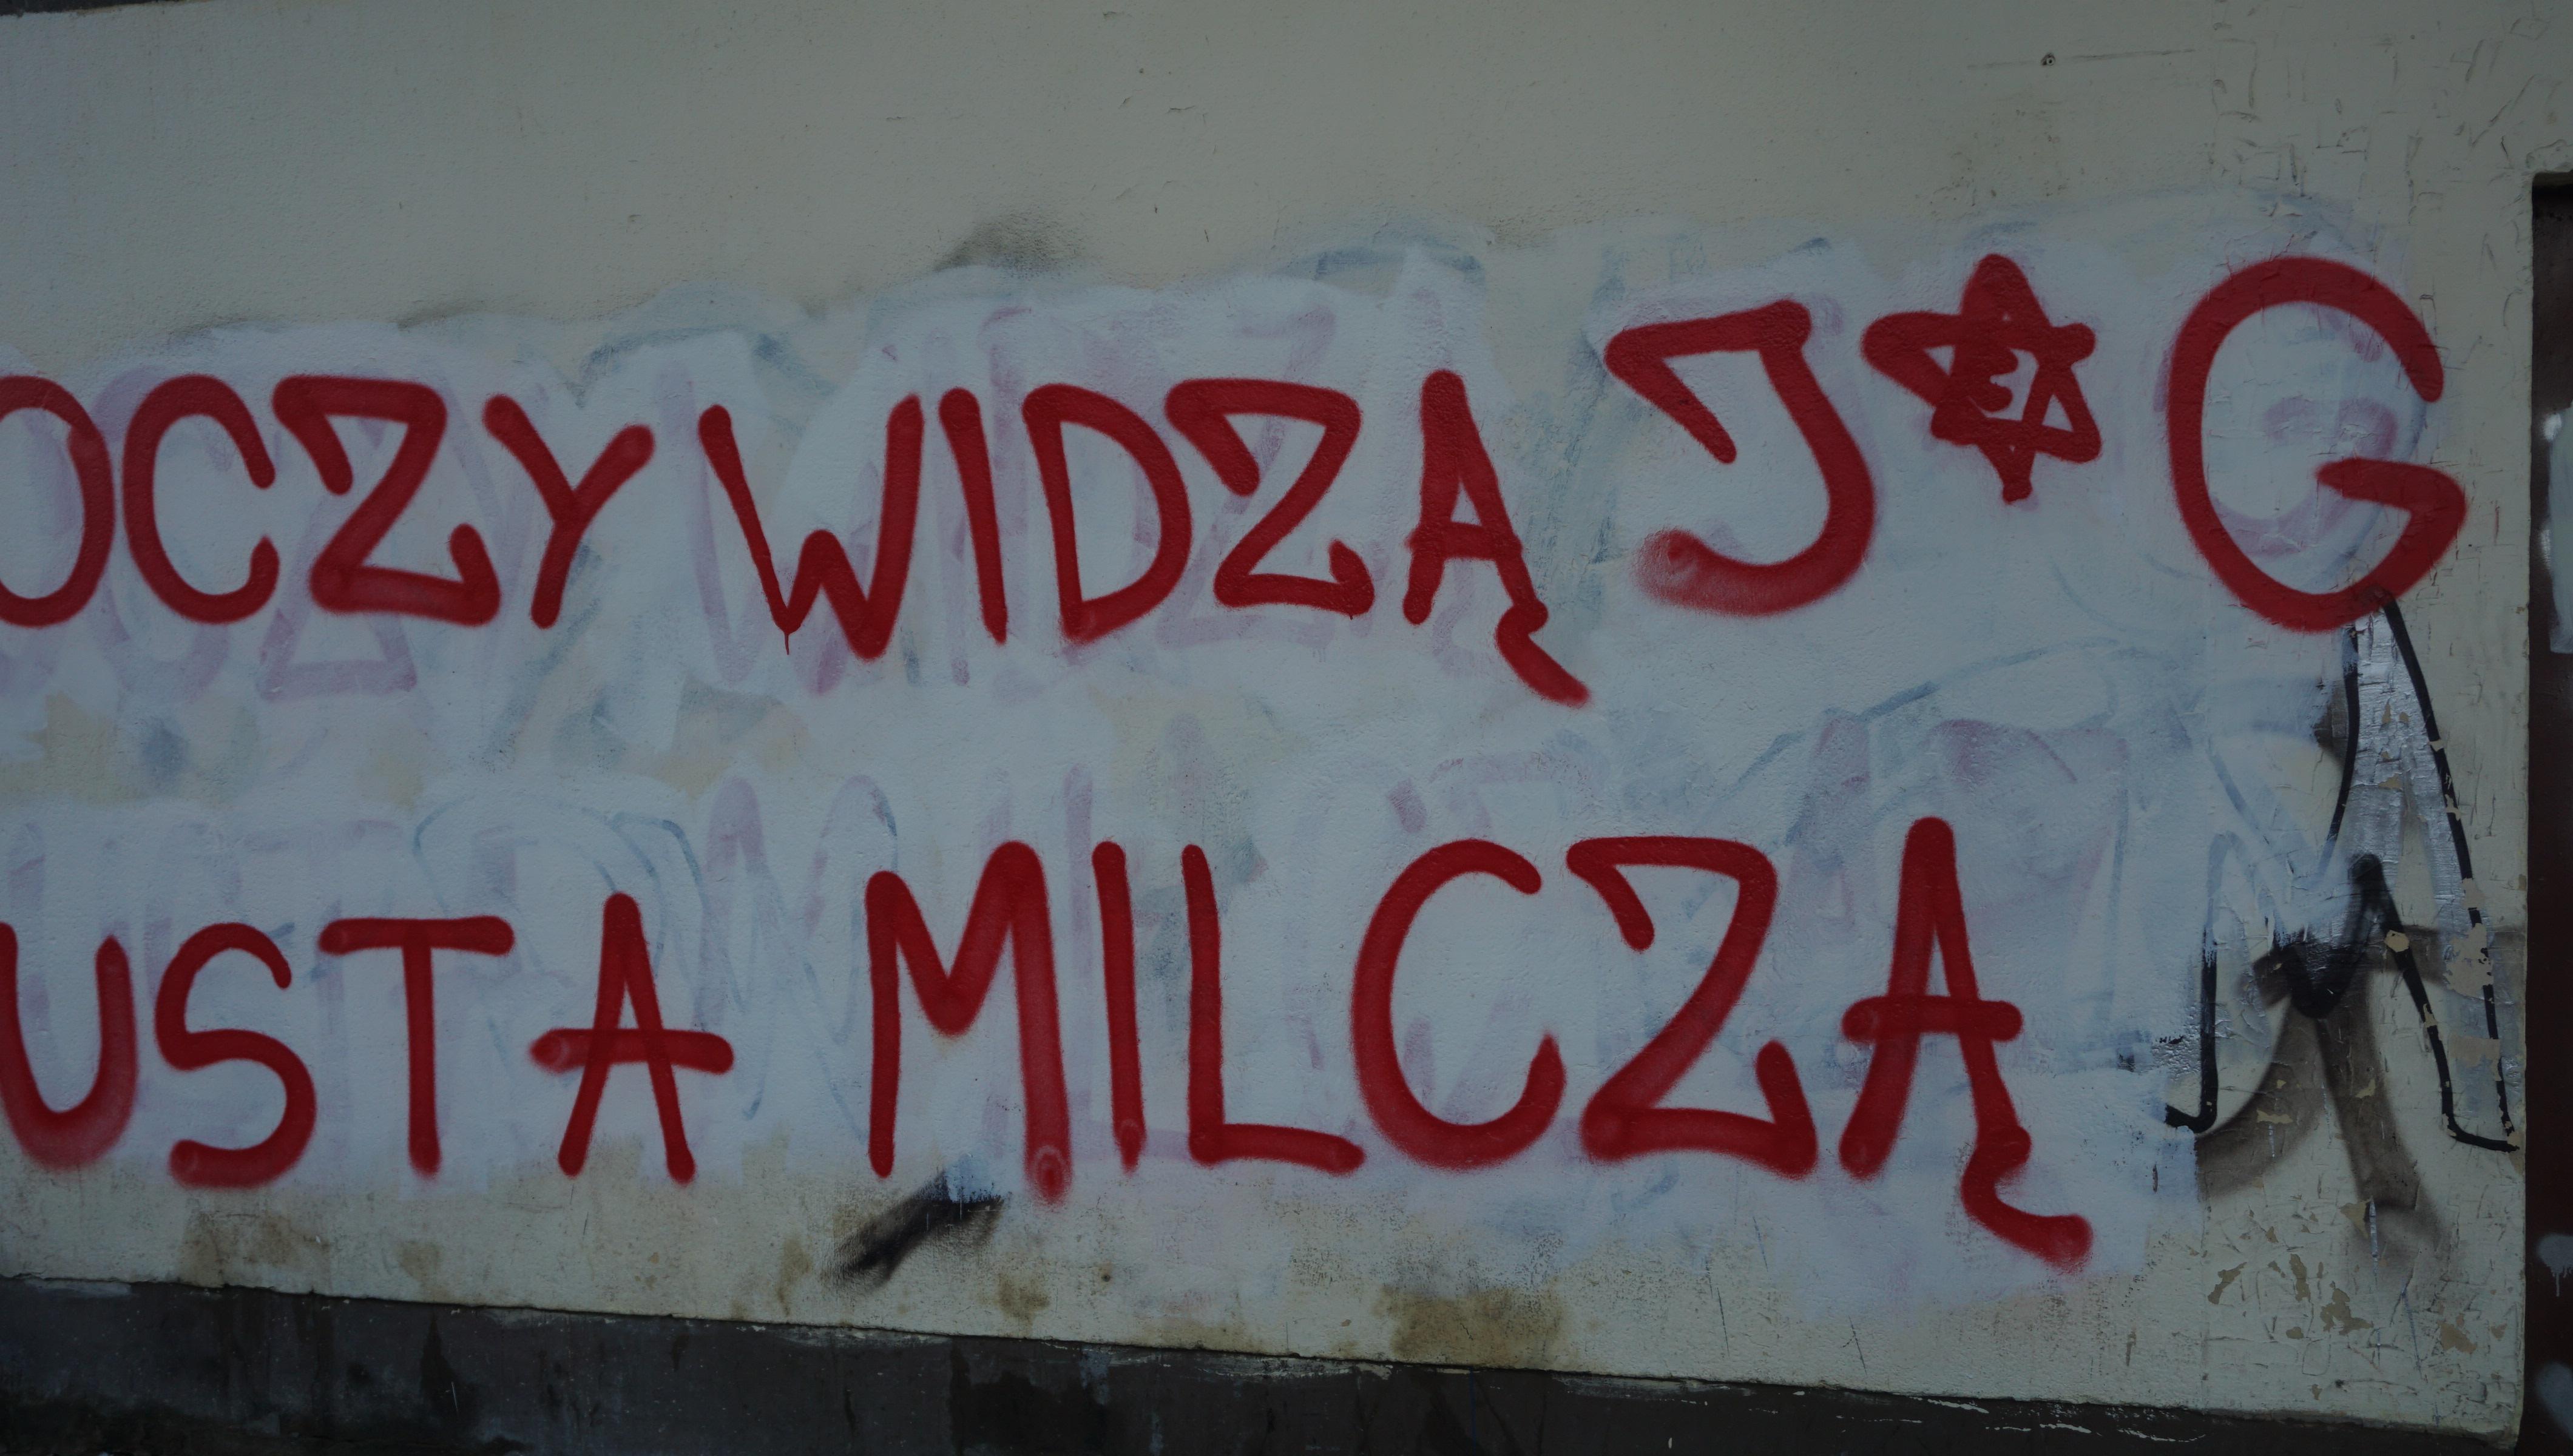 OCZY WIDZĄ J*G
USTA MILCZĄ